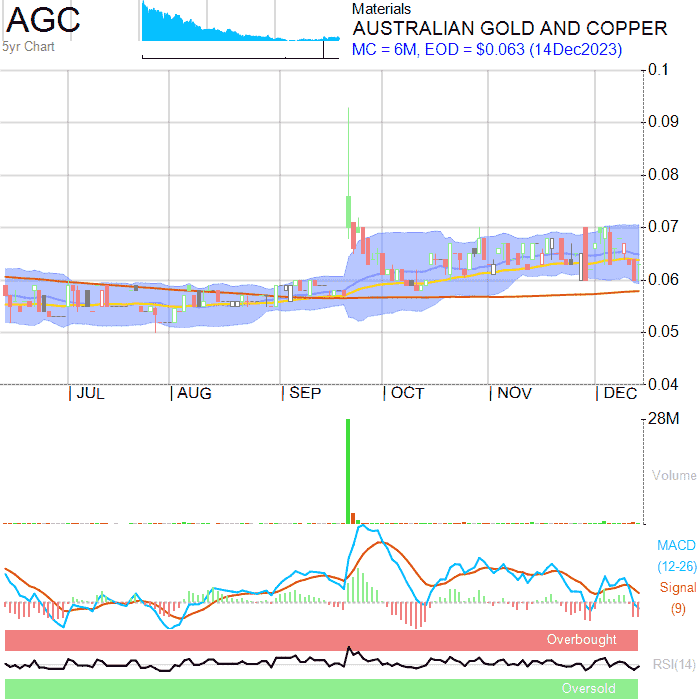 AGC
5yr Chart
Materials
AUSTRALIAN GOLD AND COPPER
MC = 6M, EOD = $0.063 (14Dec2023)
0.1
0.09
0.08
0.07
0.06
0.05
0.04
JUL AUG SEP OCT NOV DEC
28M
Volume
MACD
(12-26)
Signal
(9)
Overbought
RSI(14)
Oversold